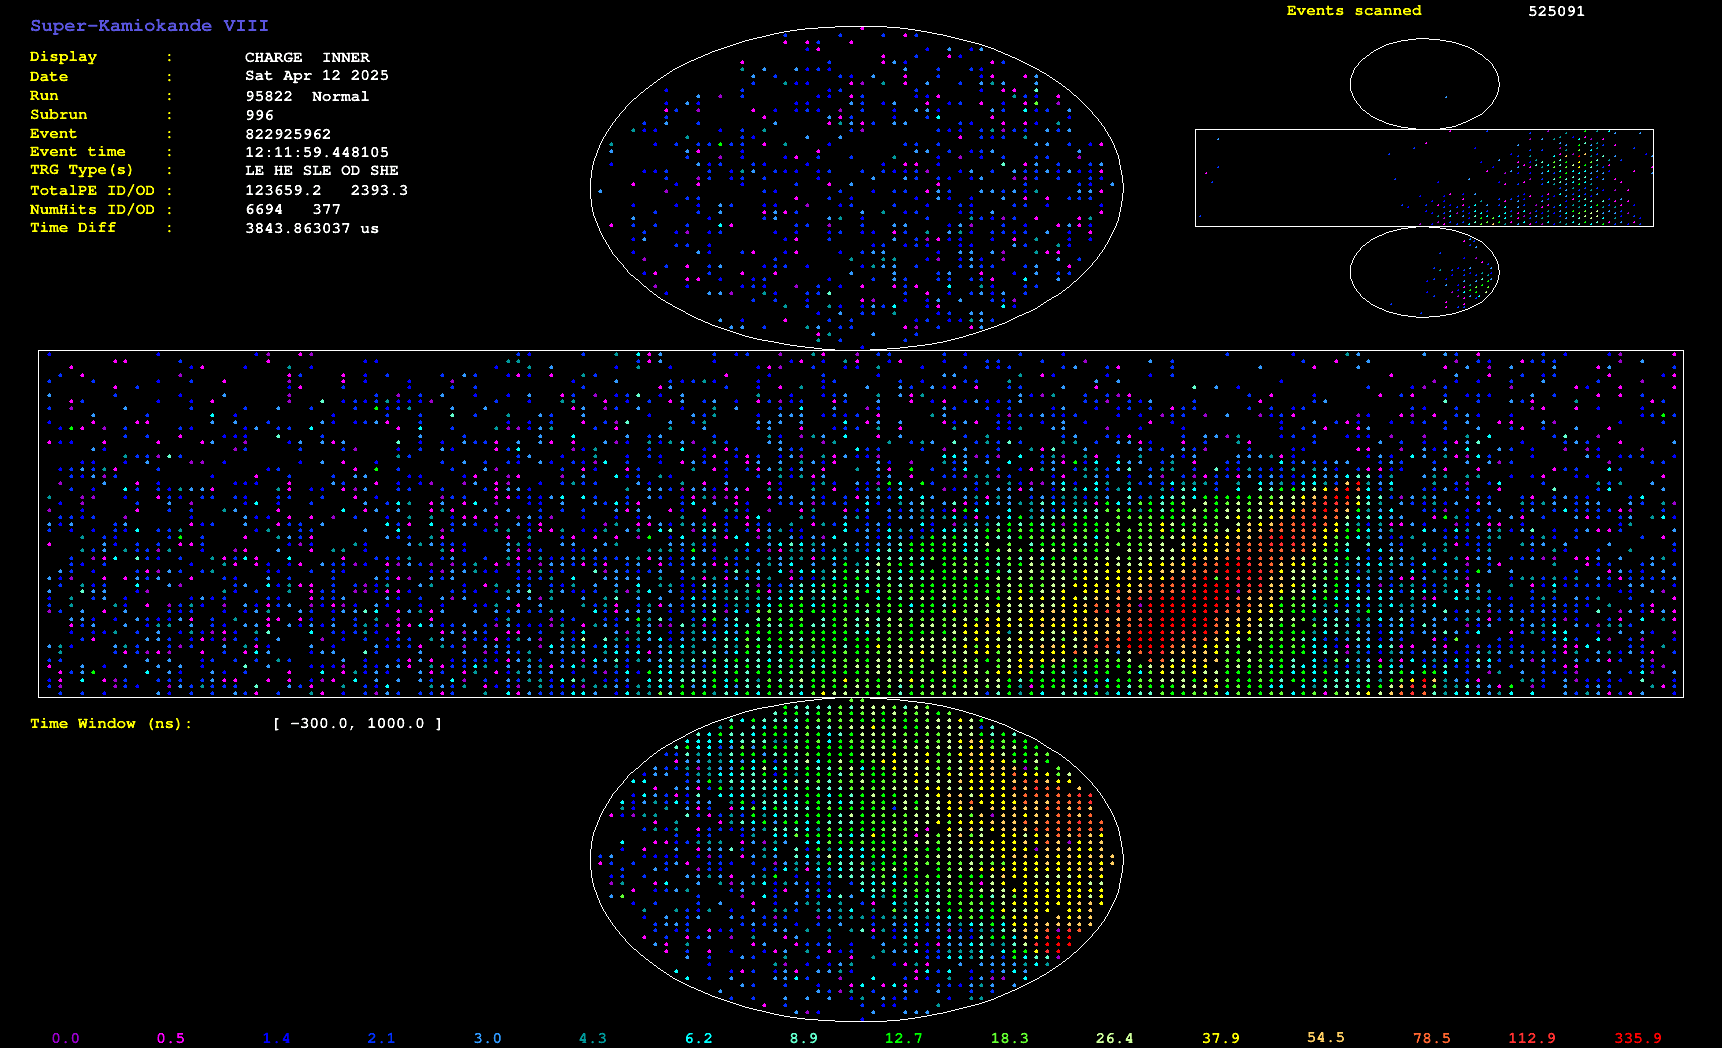 Super-Kamiokande VIII
Display : CHARGE INNER
Date : Sat Apr 12 2025
Run : 95822 Normal
Subrun : 996
Event : 822925962
Event time : 12:11:59.448105
TRG Type(s) : LE HE SLE OD SHE
TotalPE ID/OD : 123659.2 2393.3
NumHits ID/OD : 6694 377
Time Diff : 3843.863037 us
Events scanned 525091
Time Window (ns): [ -300.0, 1000.0 ]
0.0 0.5 1.4 2.1 3.0 4.3 6.2 8.9 12.7 18.3 26.4 37.9 54.5 78.5 112.9 335.9